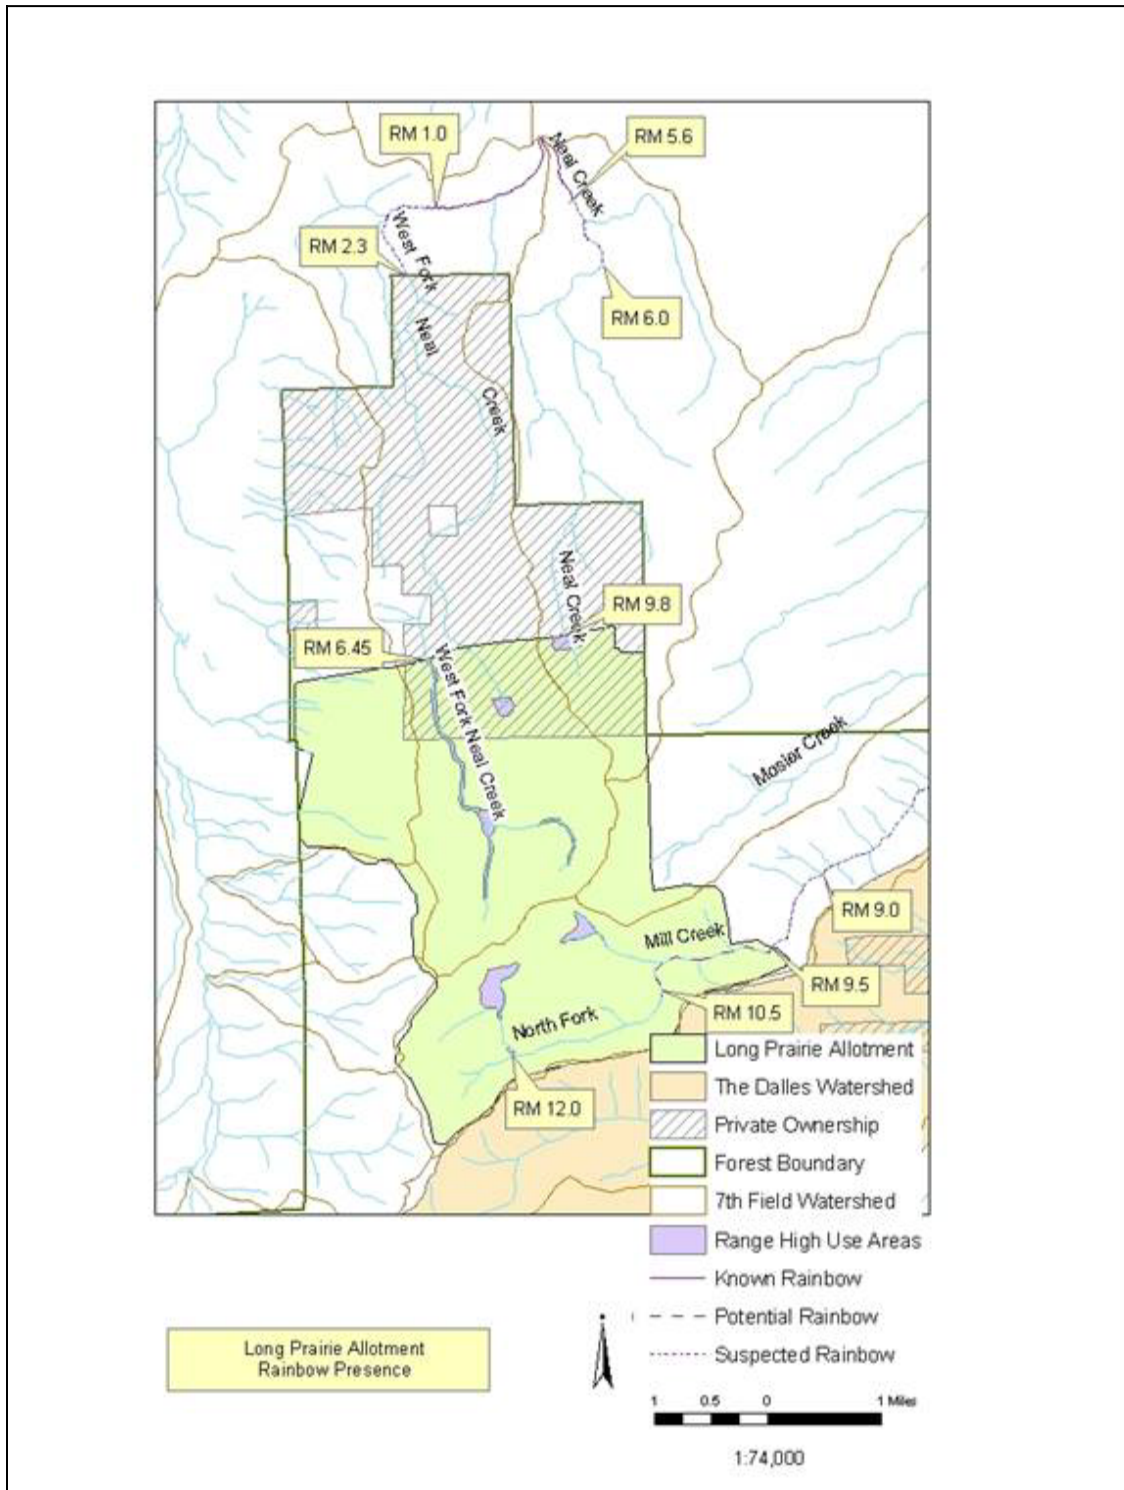 RM 1.0
RM 5.6
Neal Creek
RM 2.3
West Fork
RM 6.0
Neal
Creek
Neal Creek
RM 9.8
RM 6.45
West Fork Neal Creek
Mosier Creek
RM 9.0
Mill Creek
RM 9.5
RM 10.5
North Fork
RM 12.0
Long Prairie Allotment
The Dalles Watershed
Private Ownership
Forest Boundary
7th Field Watershed
Range High Use Areas
Known Rainbow
Potential Rainbow
Suspected Rainbow
Long Prairie Allotment
Rainbow Presence
1 0.5 0 1 Miles
1:74,000